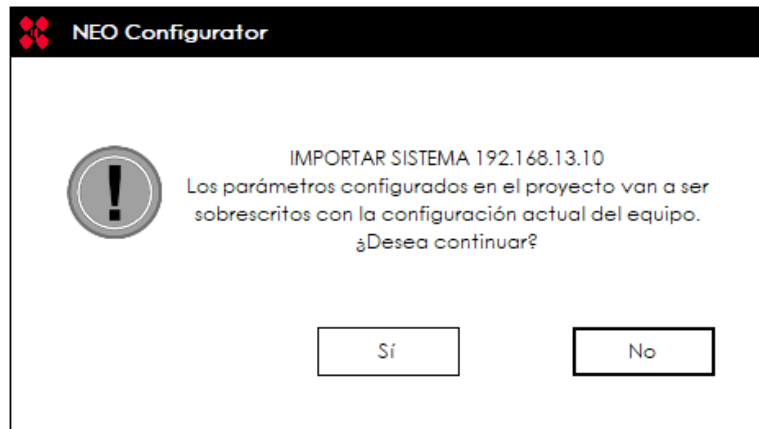 NEO Configurator
IMPORTAR SISTEMA 192.168.13.10
Los parámetros configurados en el proyecto van a ser
sobrescritos con la configuración actual del equipo.
¿Desea continuar?
Sí
No